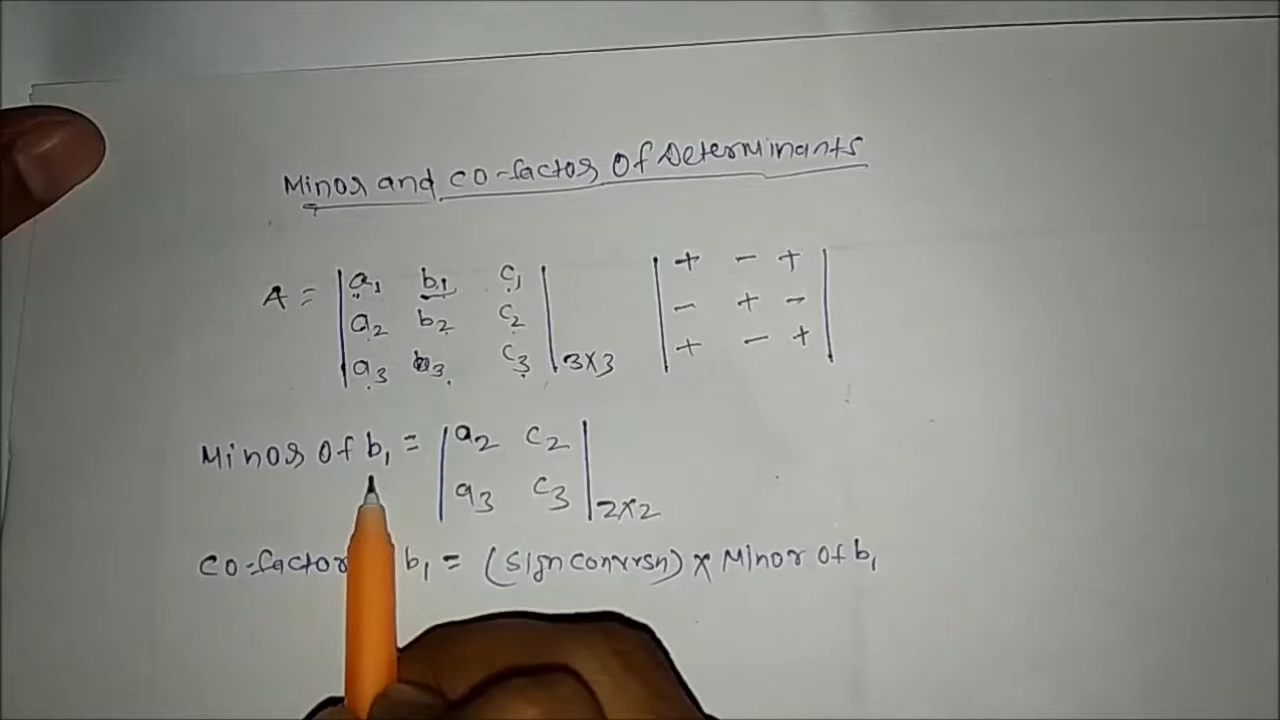 Minor and co-factor Of Determinants
A = | a1 b1 c1 | + - +
| a2 b2 c2 | - + -
| a3 b3 c3 | 3x3 + - +
Minor Of b1 = | a2 c2 |
| a3 c3 | 2x2
co-factor b1 = (Sign convrsn) x Minor Of b1